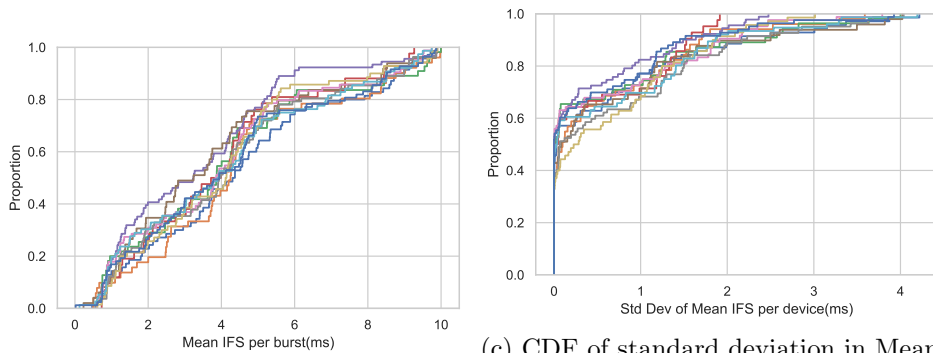 1.0
0.8
0.6
0.4
0.2
0.0
Proportion
0 2 4 6 8 10
Mean IFS per burst(ms)
1.0
0.8
0.6
0.4
0.2
0.0
Proportion
0 1 2 3 4
Std Dev of Mean IFS per device(ms)
(c) CDF of standard deviation in Mean